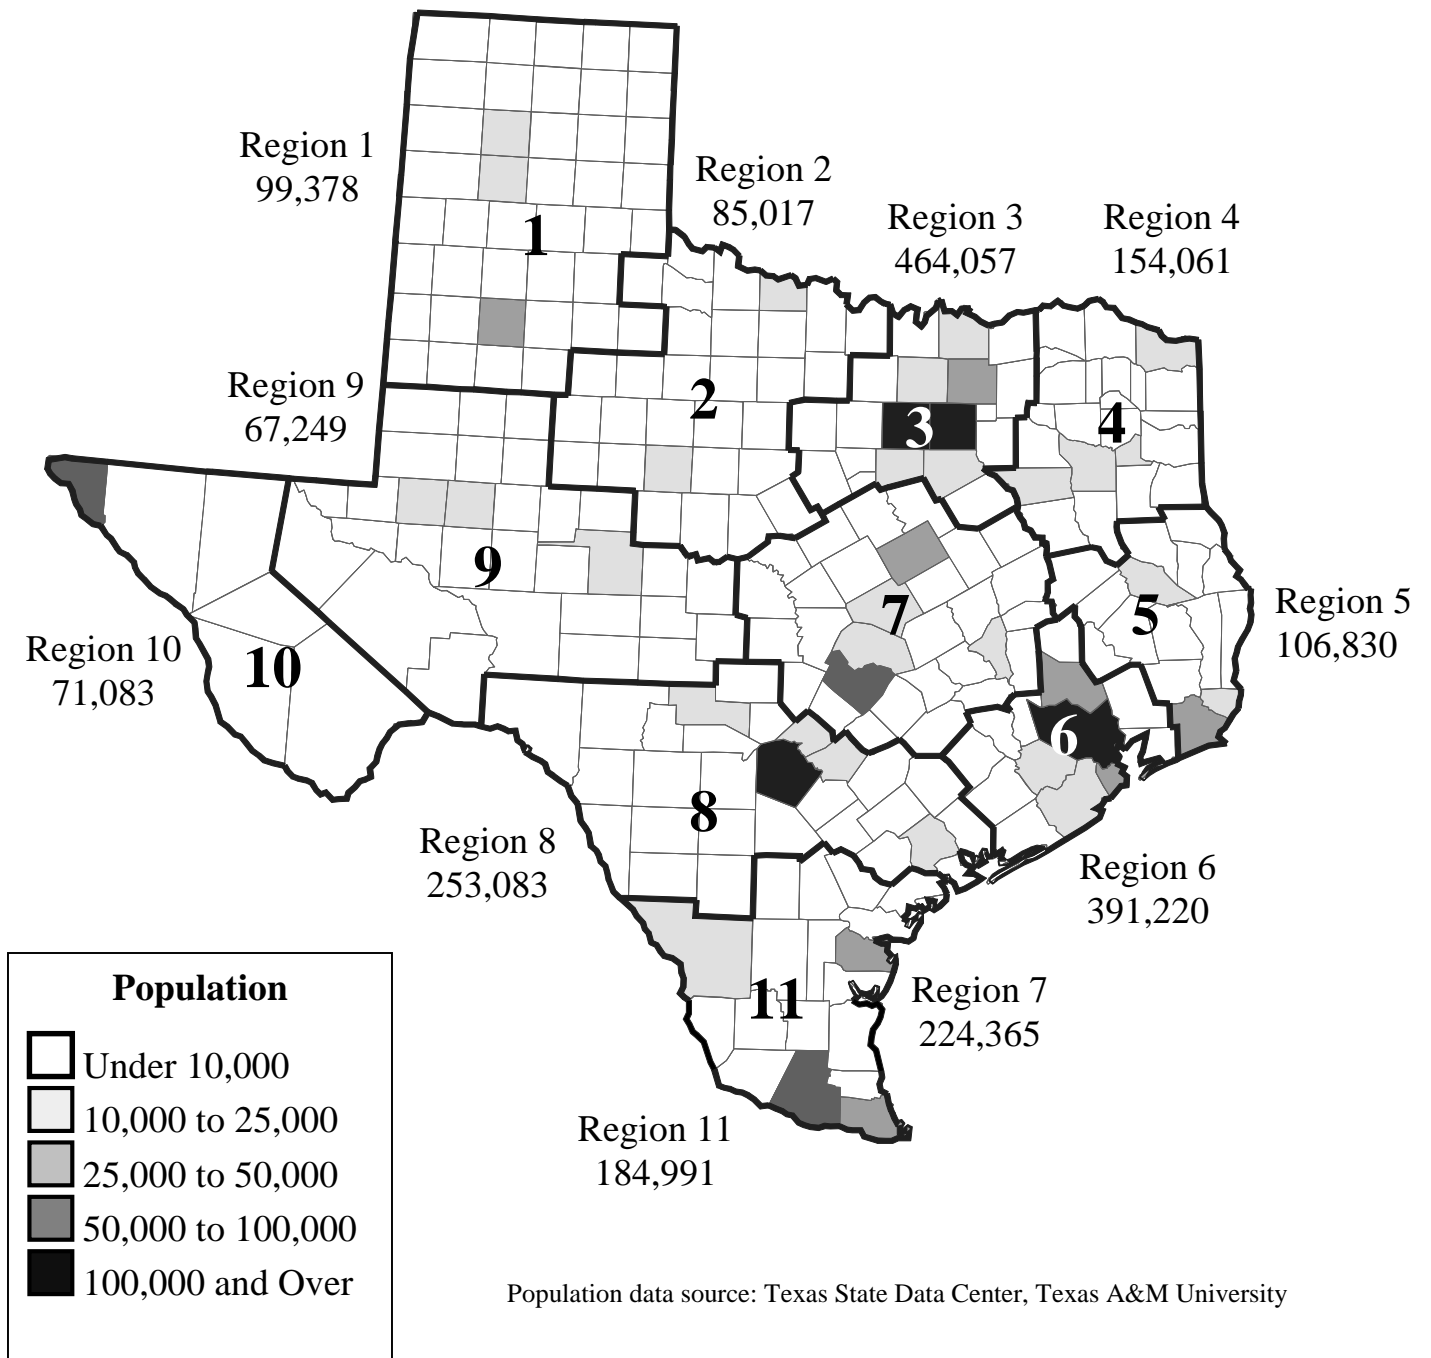 Region 1
99,378
Region 2
85,017
Region 3
464,057
Region 4
154,061
1
Region 9
67,249
2
3
4
9
7
5
Region 5
106,830
Region 10
71,083
10
6
8
Region 8
253,083
Region 6
391,220
11
Region 7
224,365
Region 11
184,991
Population
Under 10,000
10,000 to 25,000
25,000 to 50,000
50,000 to 100,000
100,000 and Over
Population data source: Texas State Data Center, Texas A&M University